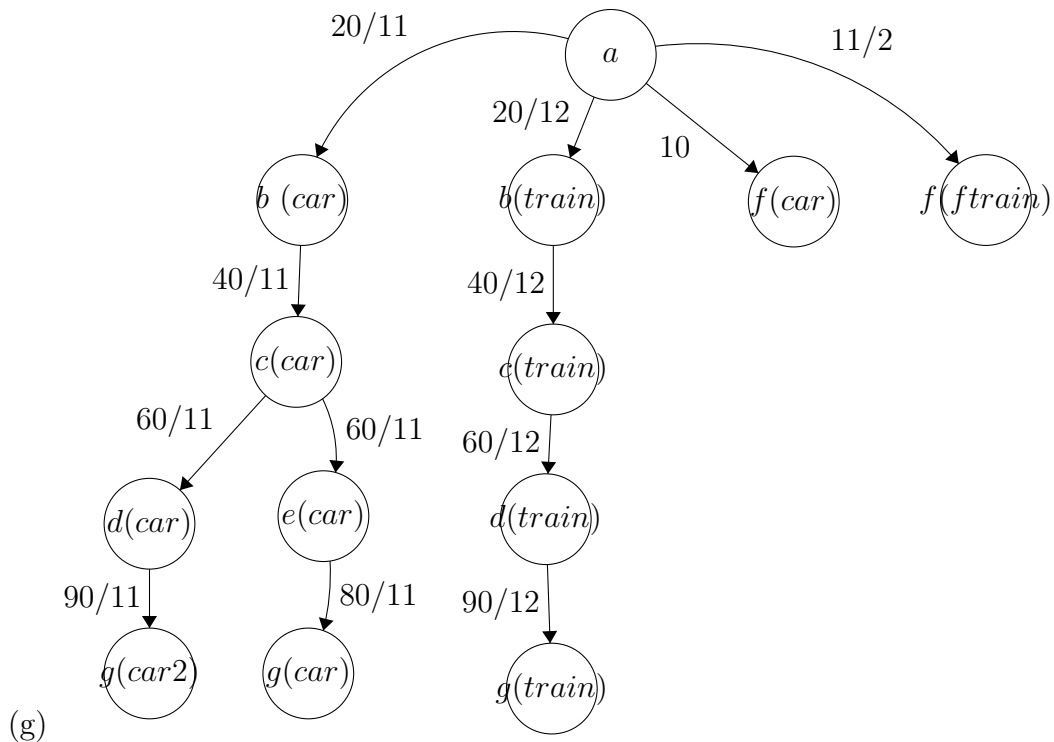 20/11
a
11/2
20/12
10
b (car)
b(train)
f(car)
f(ftrain)
40/11
40/12
c(car)
c(train)
60/11
60/11
60/12
d(car)
e(car)
d(train)
90/11
80/11
90/12
g(car2)
g(car)
g(train)
(g)